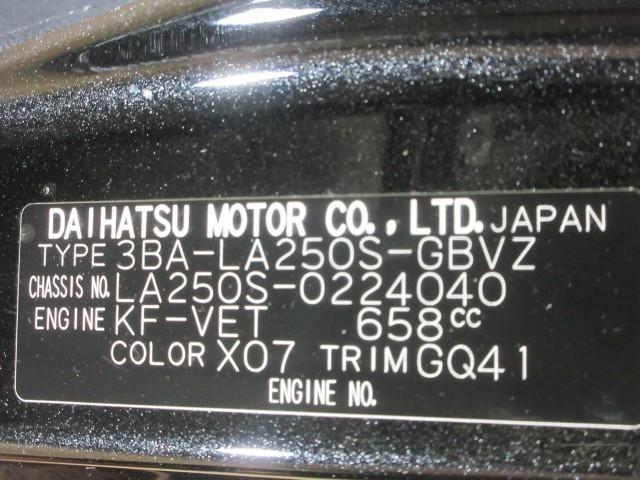 DAIHATSU MOTOR CO., LTD. JAPAN
TYPE 3BA-LA250S-GBVZ
CHASSIS NO. LA250S-0224040
ENGINE KF-VET 658cc
COLOR X07 TRIM GQ41
ENGINE NO.